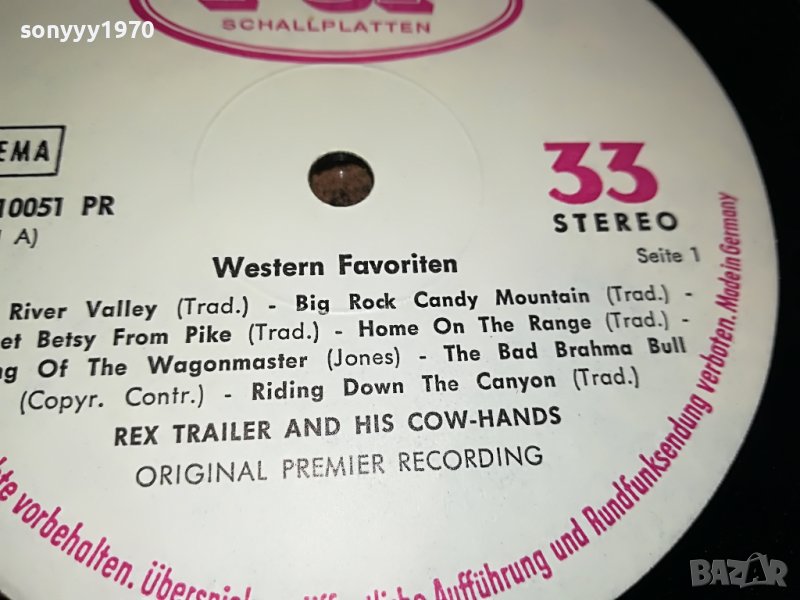 sonyyy1970
SCHALLPLATTEN
EMA
10051 PR
A)
33
STEREO
Seite 1
Western Favoriten
River Valley (Trad.) - Big Rock Candy Mountain (Trad.) -
et Betsy From Pike (Trad.) - Home On The Range (Trad.) -
g Of The Wagonmaster (Jones) - The Bad Brahma Bull
(Copyr. Contr.) - Riding Down The Canyon (Trad.)
REX TRAILER AND HIS COW-HANDS
ORIGINAL PREMIER RECORDING
vorbehalten. Aufführung und Rundfunksendung verboten. Made in Germany
BAZAR